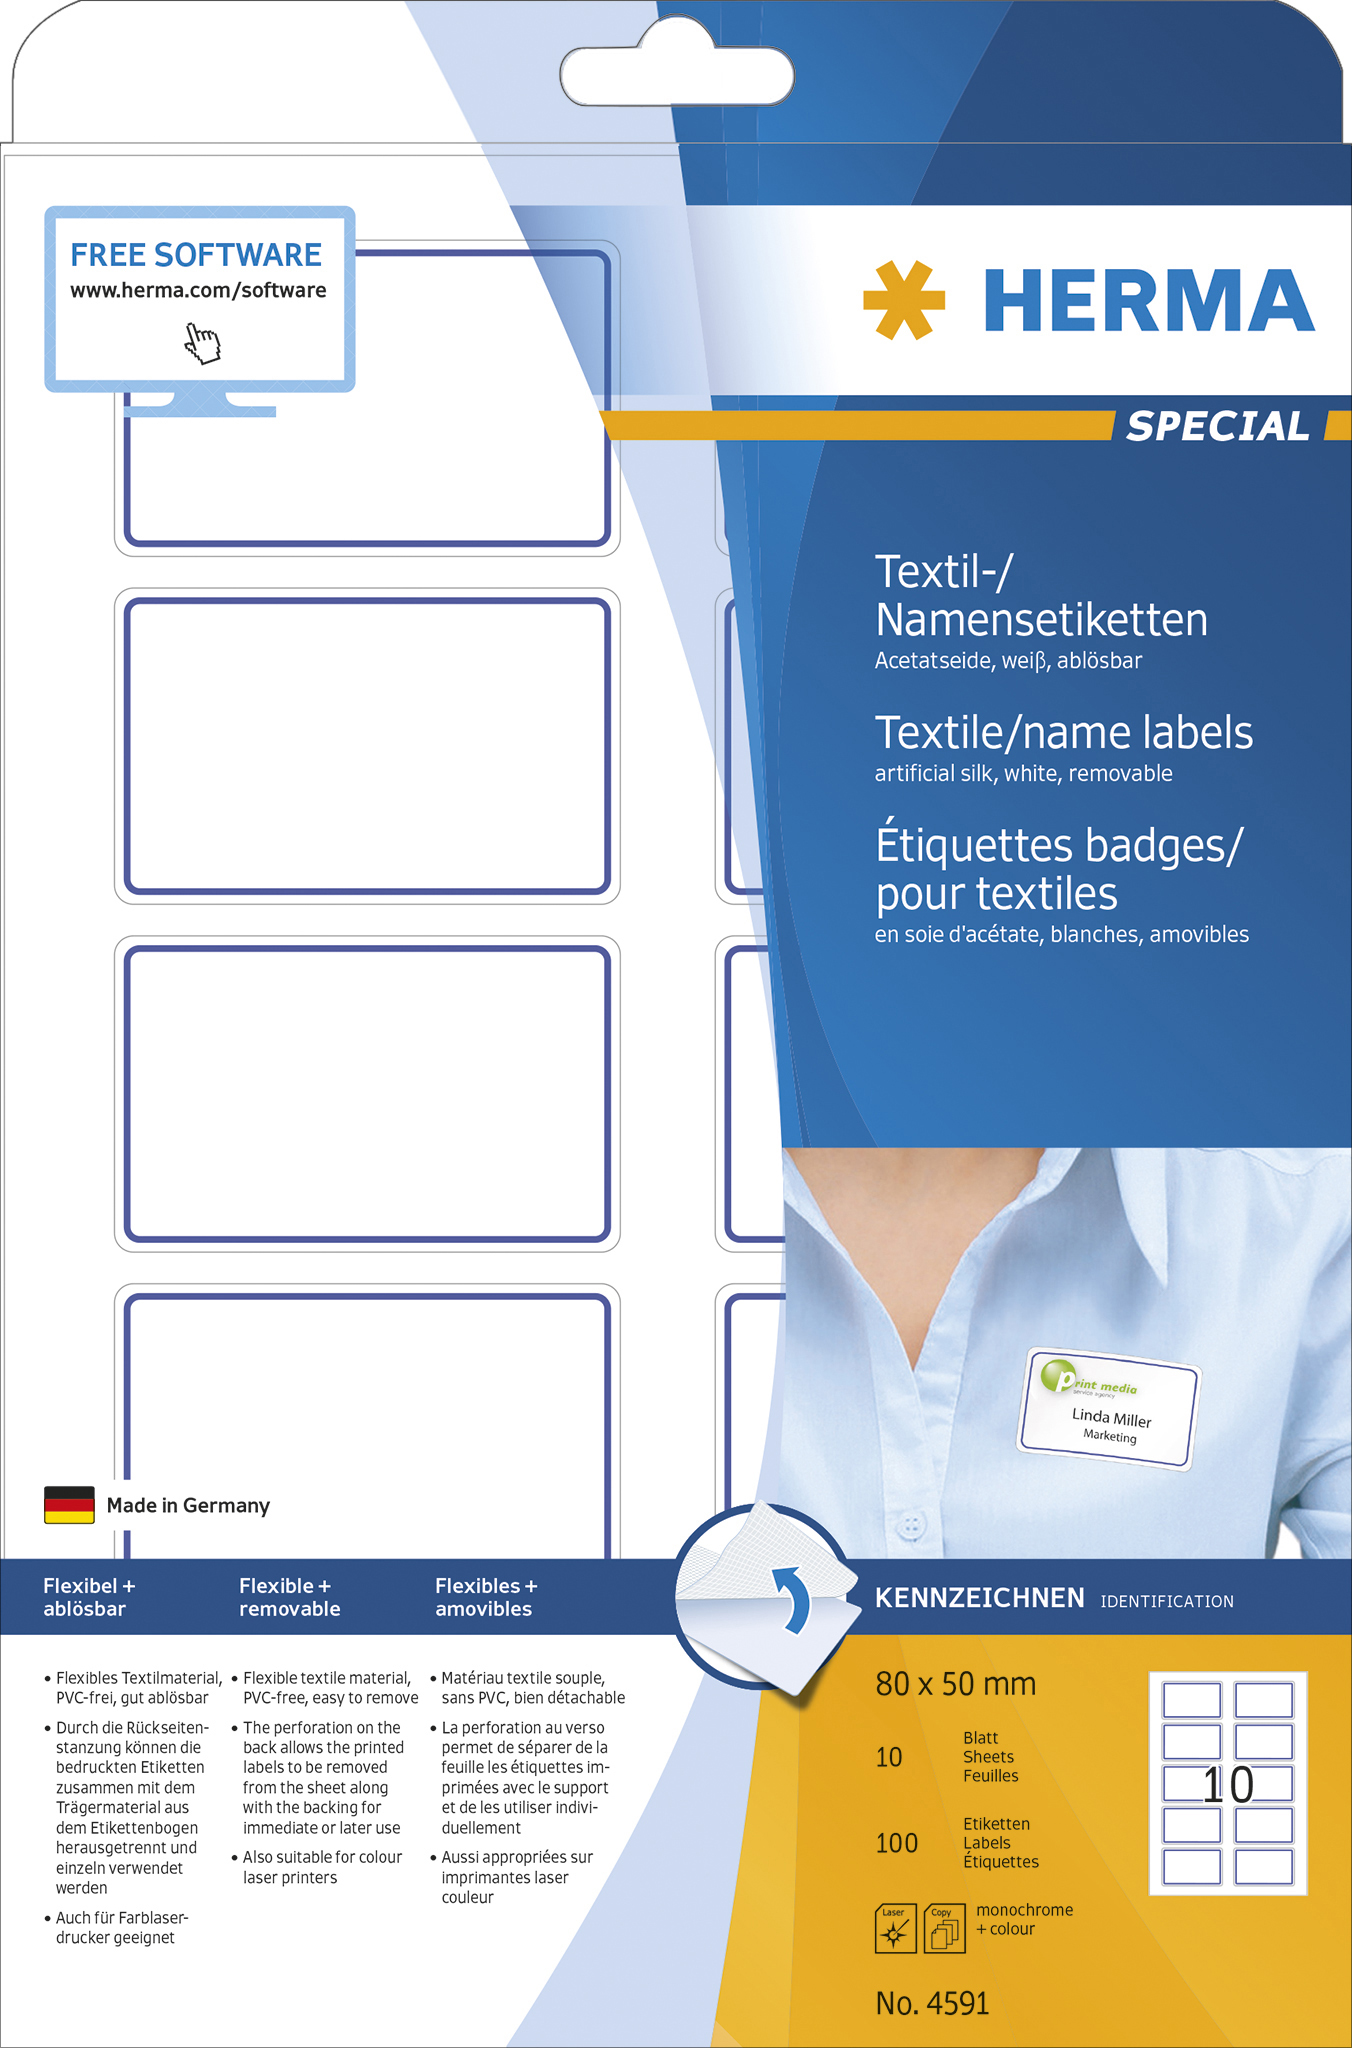 FREE SOFTWARE
www.herma.com/software
HERMA
SPECIAL
Textil-/
Namensetiketten
Acetatseide, weiß, ablösbar
Textile/name labels
artificial silk, white, removable
Étiquettes badges/
pour textiles
en soie d'acétate, blanches, amovibles
print media
service agency
Linda Miller
Marketing
Made in Germany
Flexibel +
ablösbar
Flexible +
removable
Flexibles +
amovibles
KENNZEICHNEN IDENTIFICATION
• Flexibles Textilmaterial,
PVC-frei, gut ablösbar
• Durch die Rückseiten-
stanzung können die
bedruckten Etiketten
zusammen mit dem
Trägermaterial aus
dem Etikettenbogen
herausgetrennt und
einzeln verwendet
werden
• Auch für Farblaser-
drucker geeignet
• Flexible textile material,
PVC-free, easy to remove
• The perforation on the
back allows the printed
labels to be removed
from the sheet along
with the backing for
immediate or later use
• Also suitable for colour
laser printers
• Matériau textile souple,
sans PVC, bien détachable
• La perforation au verso
permet de séparer de la
feuille les étiquettes im-
primées avec le support
et de les utiliser indivi-
duellement
• Aussi appropriées sur
imprimantes laser
couleur
80 x 50 mm
10
Blatt
Sheets
Feuilles
100
Etiketten
Labels
Étiquettes
10
Laser
Copy
monochrome
+ colour
No. 4591